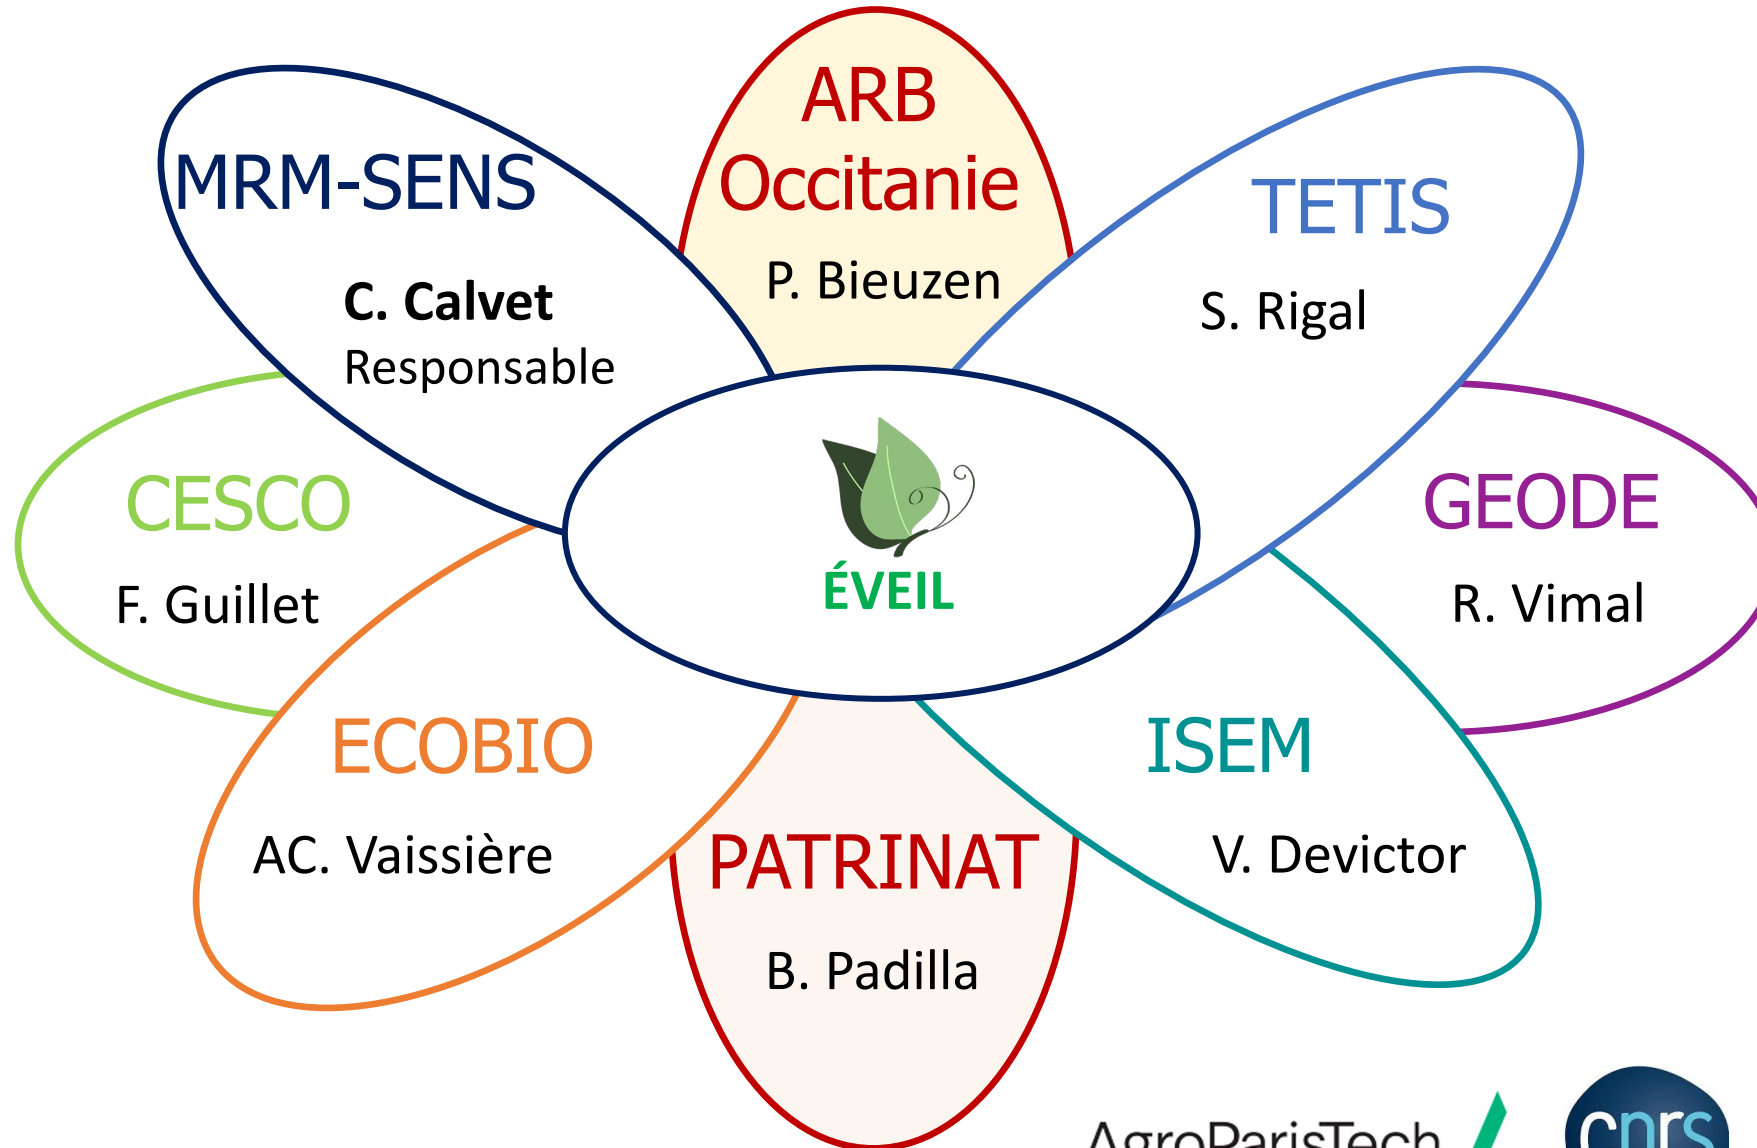 ARB
Occitanie
P. Bieuzen
MRM-SENS
C. Calvet
Responsable
TETIS
S. Rigal
CESCO
F. Guillet
ÉVEIL
GEODE
R. Vimal
ECOBIO
AC. Vaissière
ISEM
V. Devictor
PATRINAT
B. Padilla
AgroParisTech
cnrs